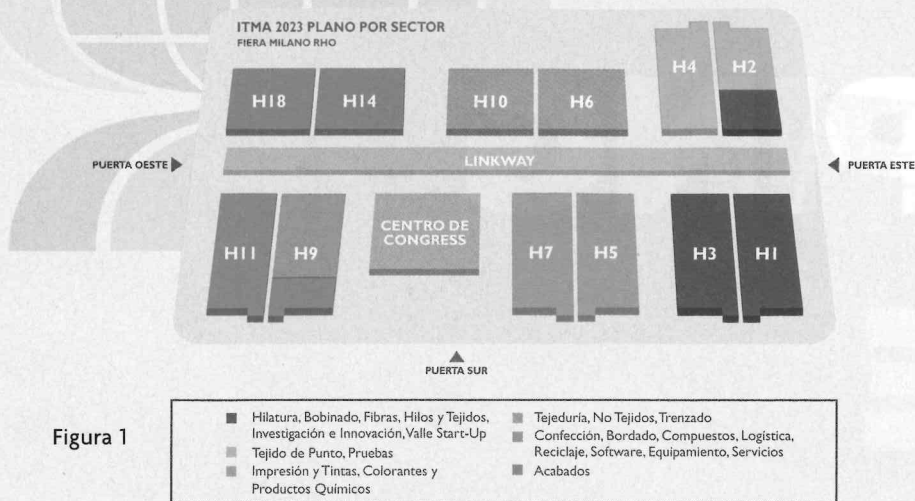 ITMA 2023 PLANO POR SECTOR
FIERA MILANO RHO
H18
H14
H10
H6
H4
H2
PUERTA OESTE
LINKWAY
PUERTA ESTE
H11
H9
CENTRO DE
CONGRESS
H7
H5
H3
H1
PUERTA SUR
Figura 1
Hilatura, Bobinado, Fibras, Hilos y Tejidos,
Investigación e Innovación, Valle Start-Up
Tejido de Punto, Pruebas
Impresión y Tintas, Colorantes y
Productos Químicos
Tejeduría, No Tejidos, Trenzado
Confección, Bordado, Compuestos, Logística,
Reciclaje, Software, Equipamiento, Servicios
Acabados